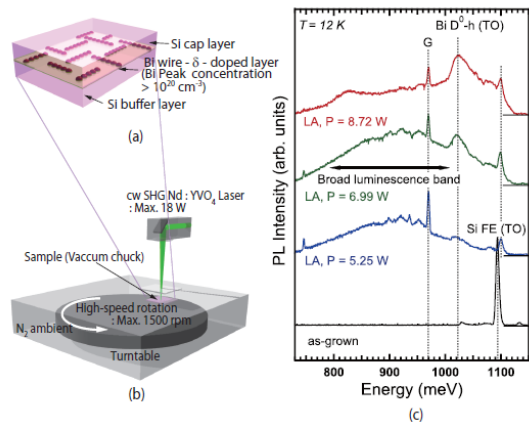 Si cap layer
Bi wire - δ - doped layer
(Bi Peak concentration
> 10²⁰ cm⁻³)
Si buffer layer
(a)
cw SHG Nd : YVO₄ Laser
: Max. 18 W
Sample (Vaccum chuck)
High-speed rotation
: Max. 1500 rpm
N₂ ambient
Turntable
(b)
T = 12 K
Bi D⁰-h (TO)
G
LA, P = 8.72 W
LA, P = 6.99 W
Broad luminescence band
Si FE (TO)
LA, P = 5.25 W
as-grown
PL Intensity (arb. units)
800 900 1000 1100
Energy (meV)
(c)